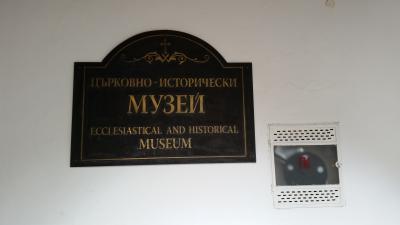 ЦЪРКОВНО - ИСТОРИЧЕСКИ
МУЗЕЙ
ECCLESIASTICAL AND HISTORICAL
MUSEUM